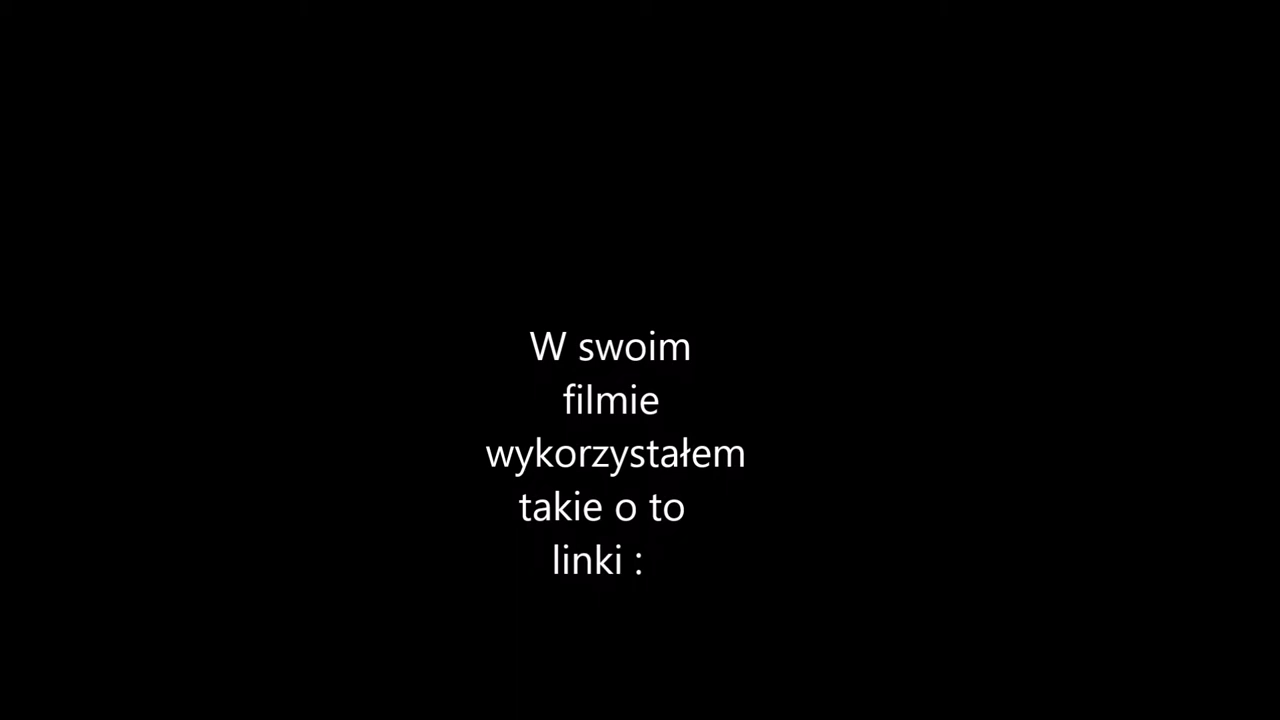 W swoim
filmie
wykorzystałem
takie o to
linki :